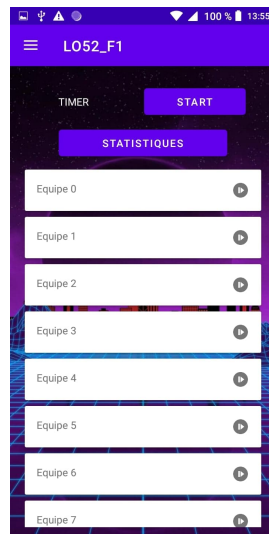 100 % 13:55
LO52_F1
TIMER START
STATISTIQUES
Equipe 0
Equipe 1
Equipe 2
Equipe 3
Equipe 4
Equipe 5
Equipe 6
Equipe 7